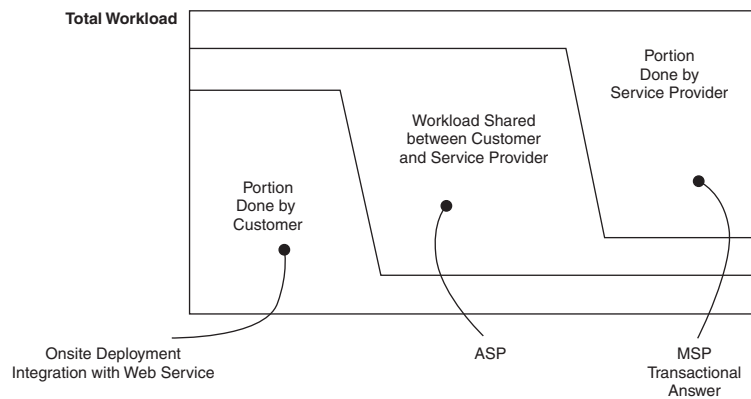 Total Workload
Portion
Done by
Service Provider
Workload Shared
between Customer
and Service Provider
Portion
Done by
Customer
Onsite Deployment
Integration with Web Service
ASP
MSP
Transactional
Answer